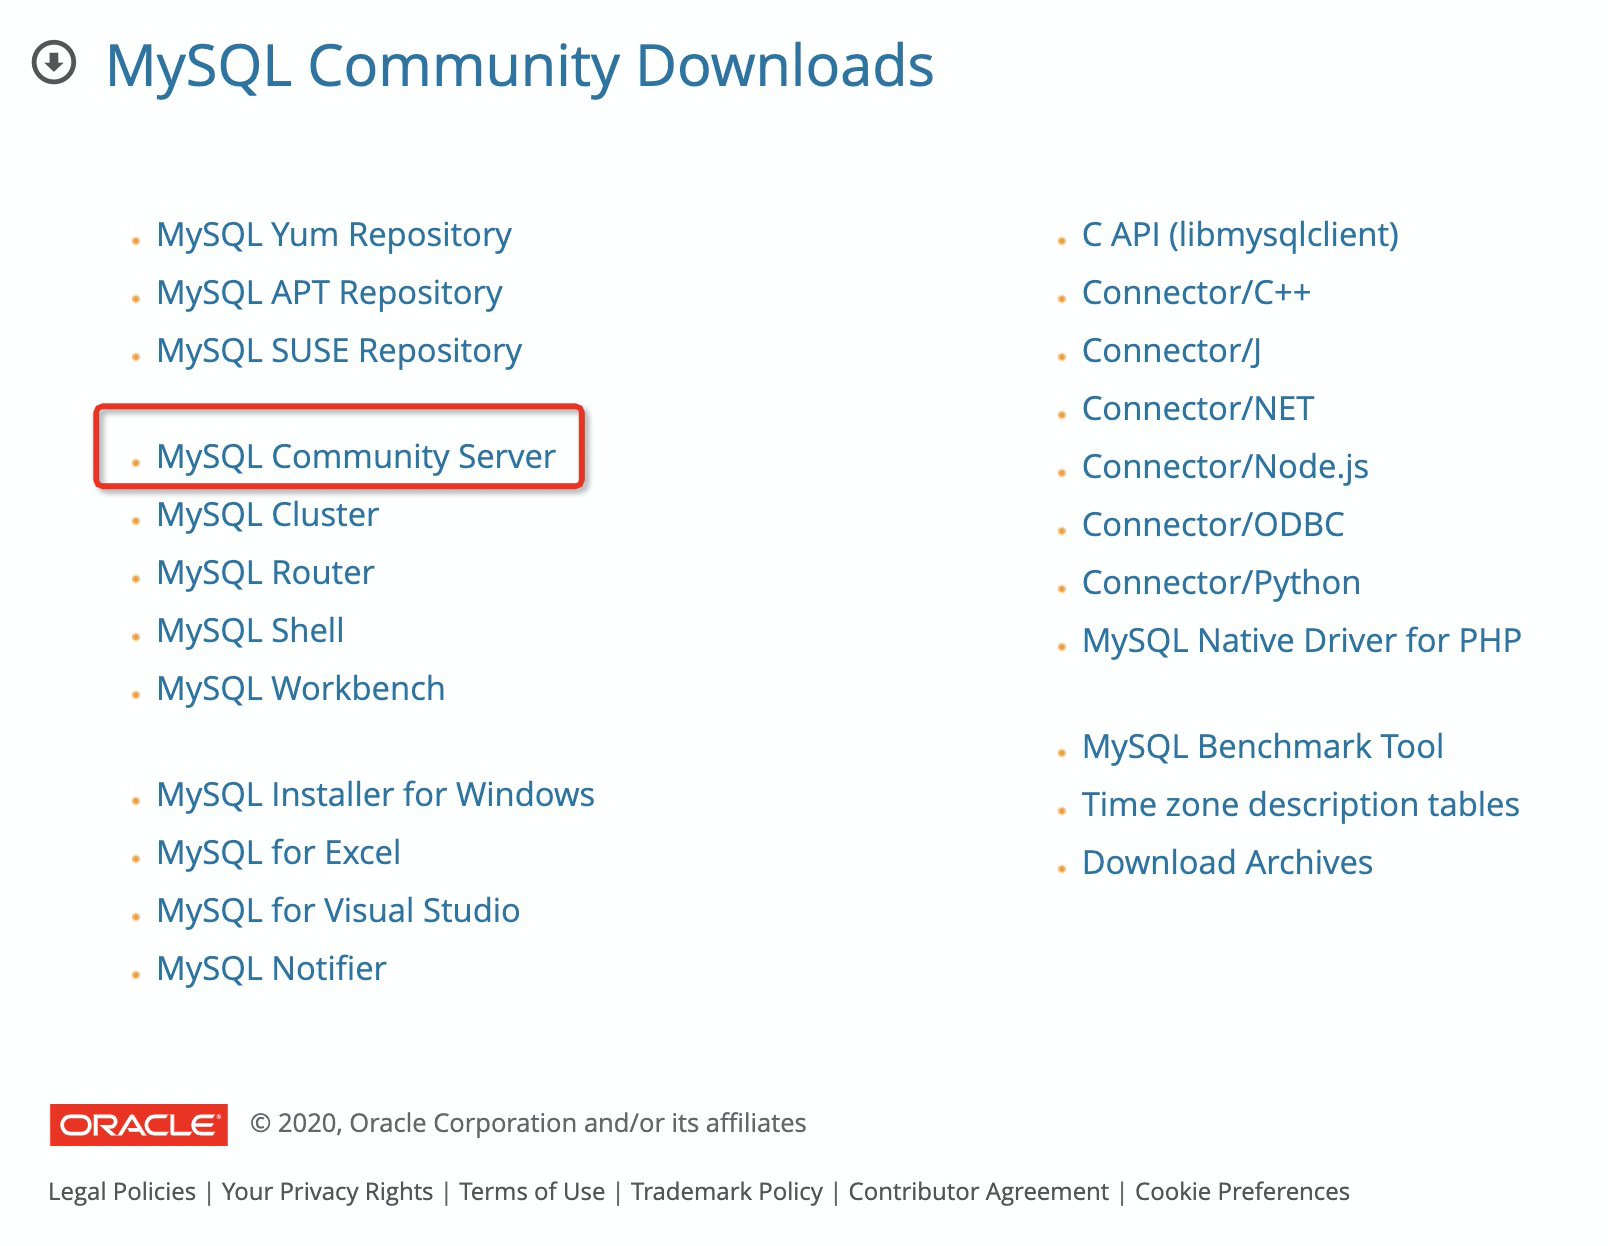 MySQL Community Downloads
MySQL Yum Repository
MySQL APT Repository
MySQL SUSE Repository
MySQL Community Server
MySQL Cluster
MySQL Router
MySQL Shell
MySQL Workbench
MySQL Installer for Windows
MySQL for Excel
MySQL for Visual Studio
MySQL Notifier
C API (libmysqlclient)
Connector/C++
Connector/J
Connector/NET
Connector/Node.js
Connector/ODBC
Connector/Python
MySQL Native Driver for PHP
MySQL Benchmark Tool
Time zone description tables
Download Archives
ORACLE® © 2020, Oracle Corporation and/or its affiliates
Legal Policies | Your Privacy Rights | Terms of Use | Trademark Policy | Contributor Agreement | Cookie Preferences